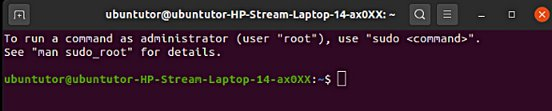 ubuntutor@ubuntutor-HP-Stream-Laptop-14-ax0XX: ~
To run a command as administrator (user "root"), use "sudo <command>".
See "man sudo_root" for details.
ubuntutor@ubuntutor-HP-Stream-Laptop-14-ax0XX:~$